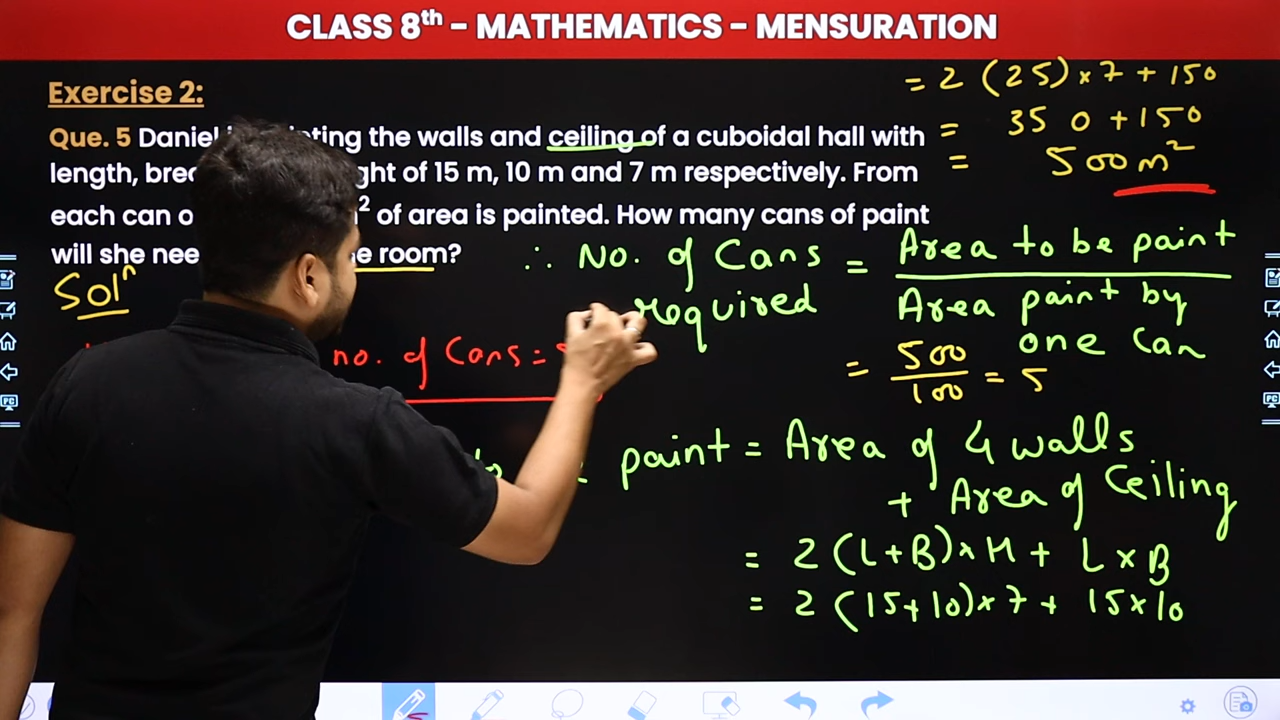 CLASS 8th - MATHEMATICS - MENSURATION
Exercise 2:
Que. 5 Daniel the walls and ceiling of a cuboidal hall with
length, of 15 m, 10 m and 7 m respectively. From
each can of area is painted. How many cans of paint
will she room?
= 2 (25) × 7 + 150
= 350 + 150
= 500 m²
Solⁿ
∴ No. of Cans required = Area to be paint
Area paint by one Can
= 500/100 = 5
no. of Cans =
paint = Area of 4 walls
+ Area of Ceiling
= 2 (L+B) × H + L × B
= 2 (15+10) × 7 + 15 × 10
PC
PC